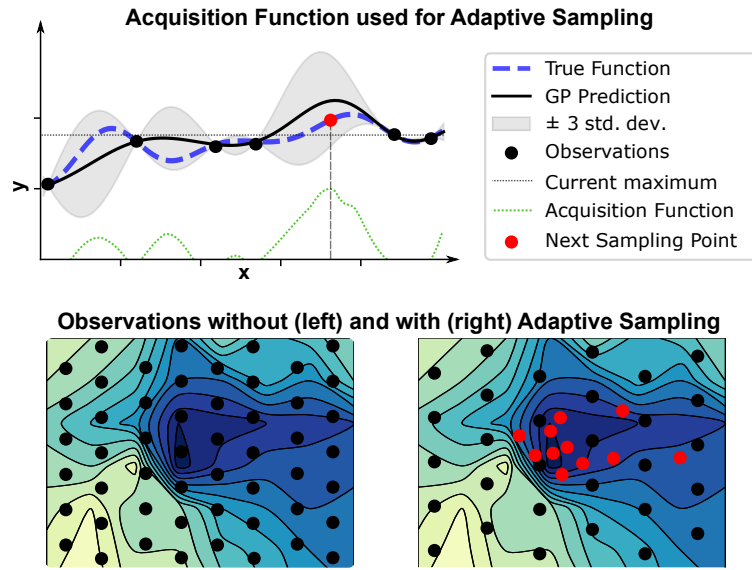 Acquisition Function used for Adaptive Sampling
True Function
GP Prediction
± 3 std. dev.
Observations
Current maximum
Acquisition Function
Next Sampling Point
y
x
Observations without (left) and with (right) Adaptive Sampling